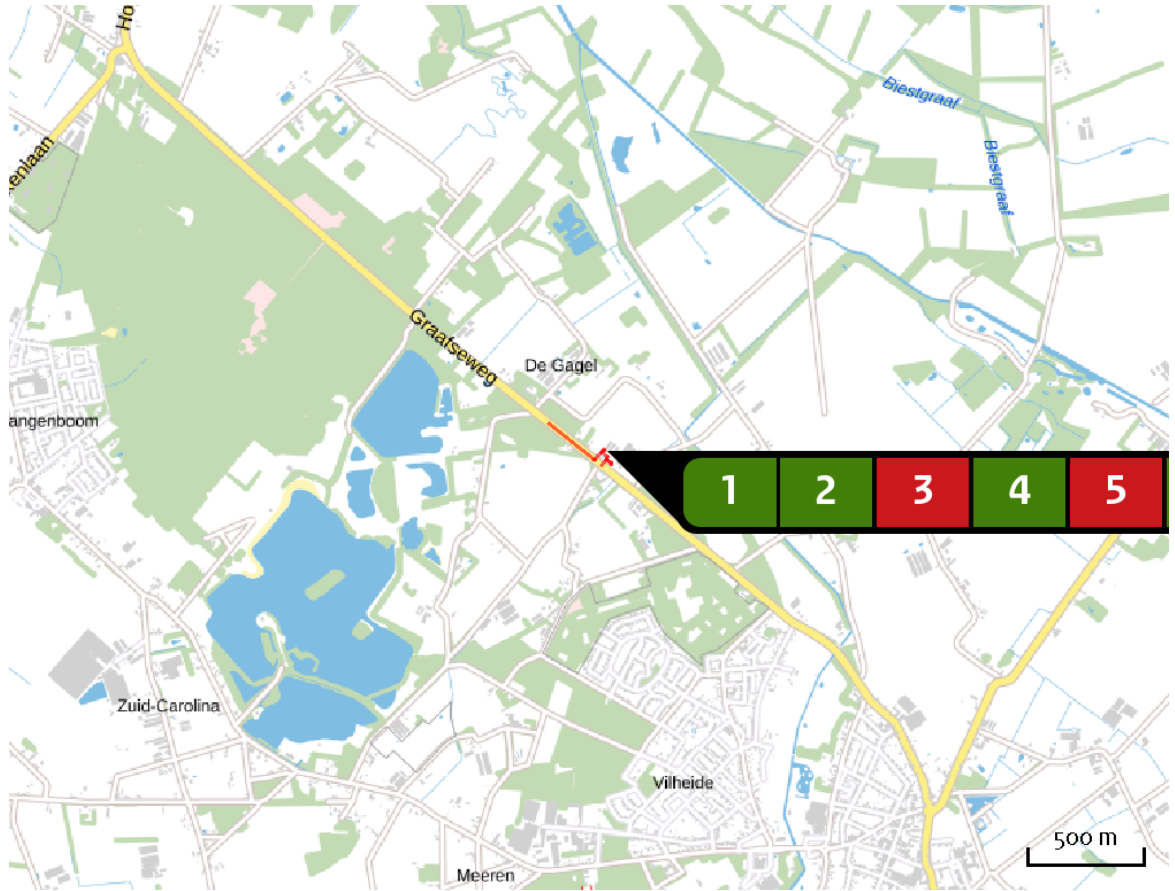 Ho
Biestgraaf
Biestgraaf
enlaan
Graafseweg
De Gagel
angenboom
1 2 3 4 5
Zuid-Carolina
Vilheide
500 m
Meeren